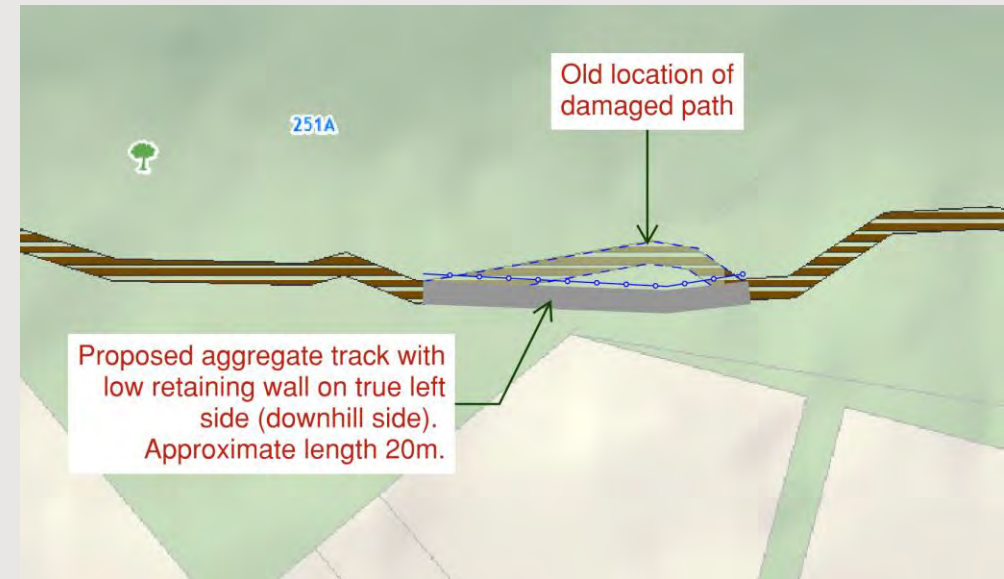 Old location of
damaged path
251A
Proposed aggregate track with
low retaining wall on true left
side (downhill side).
Approximate length 20m.